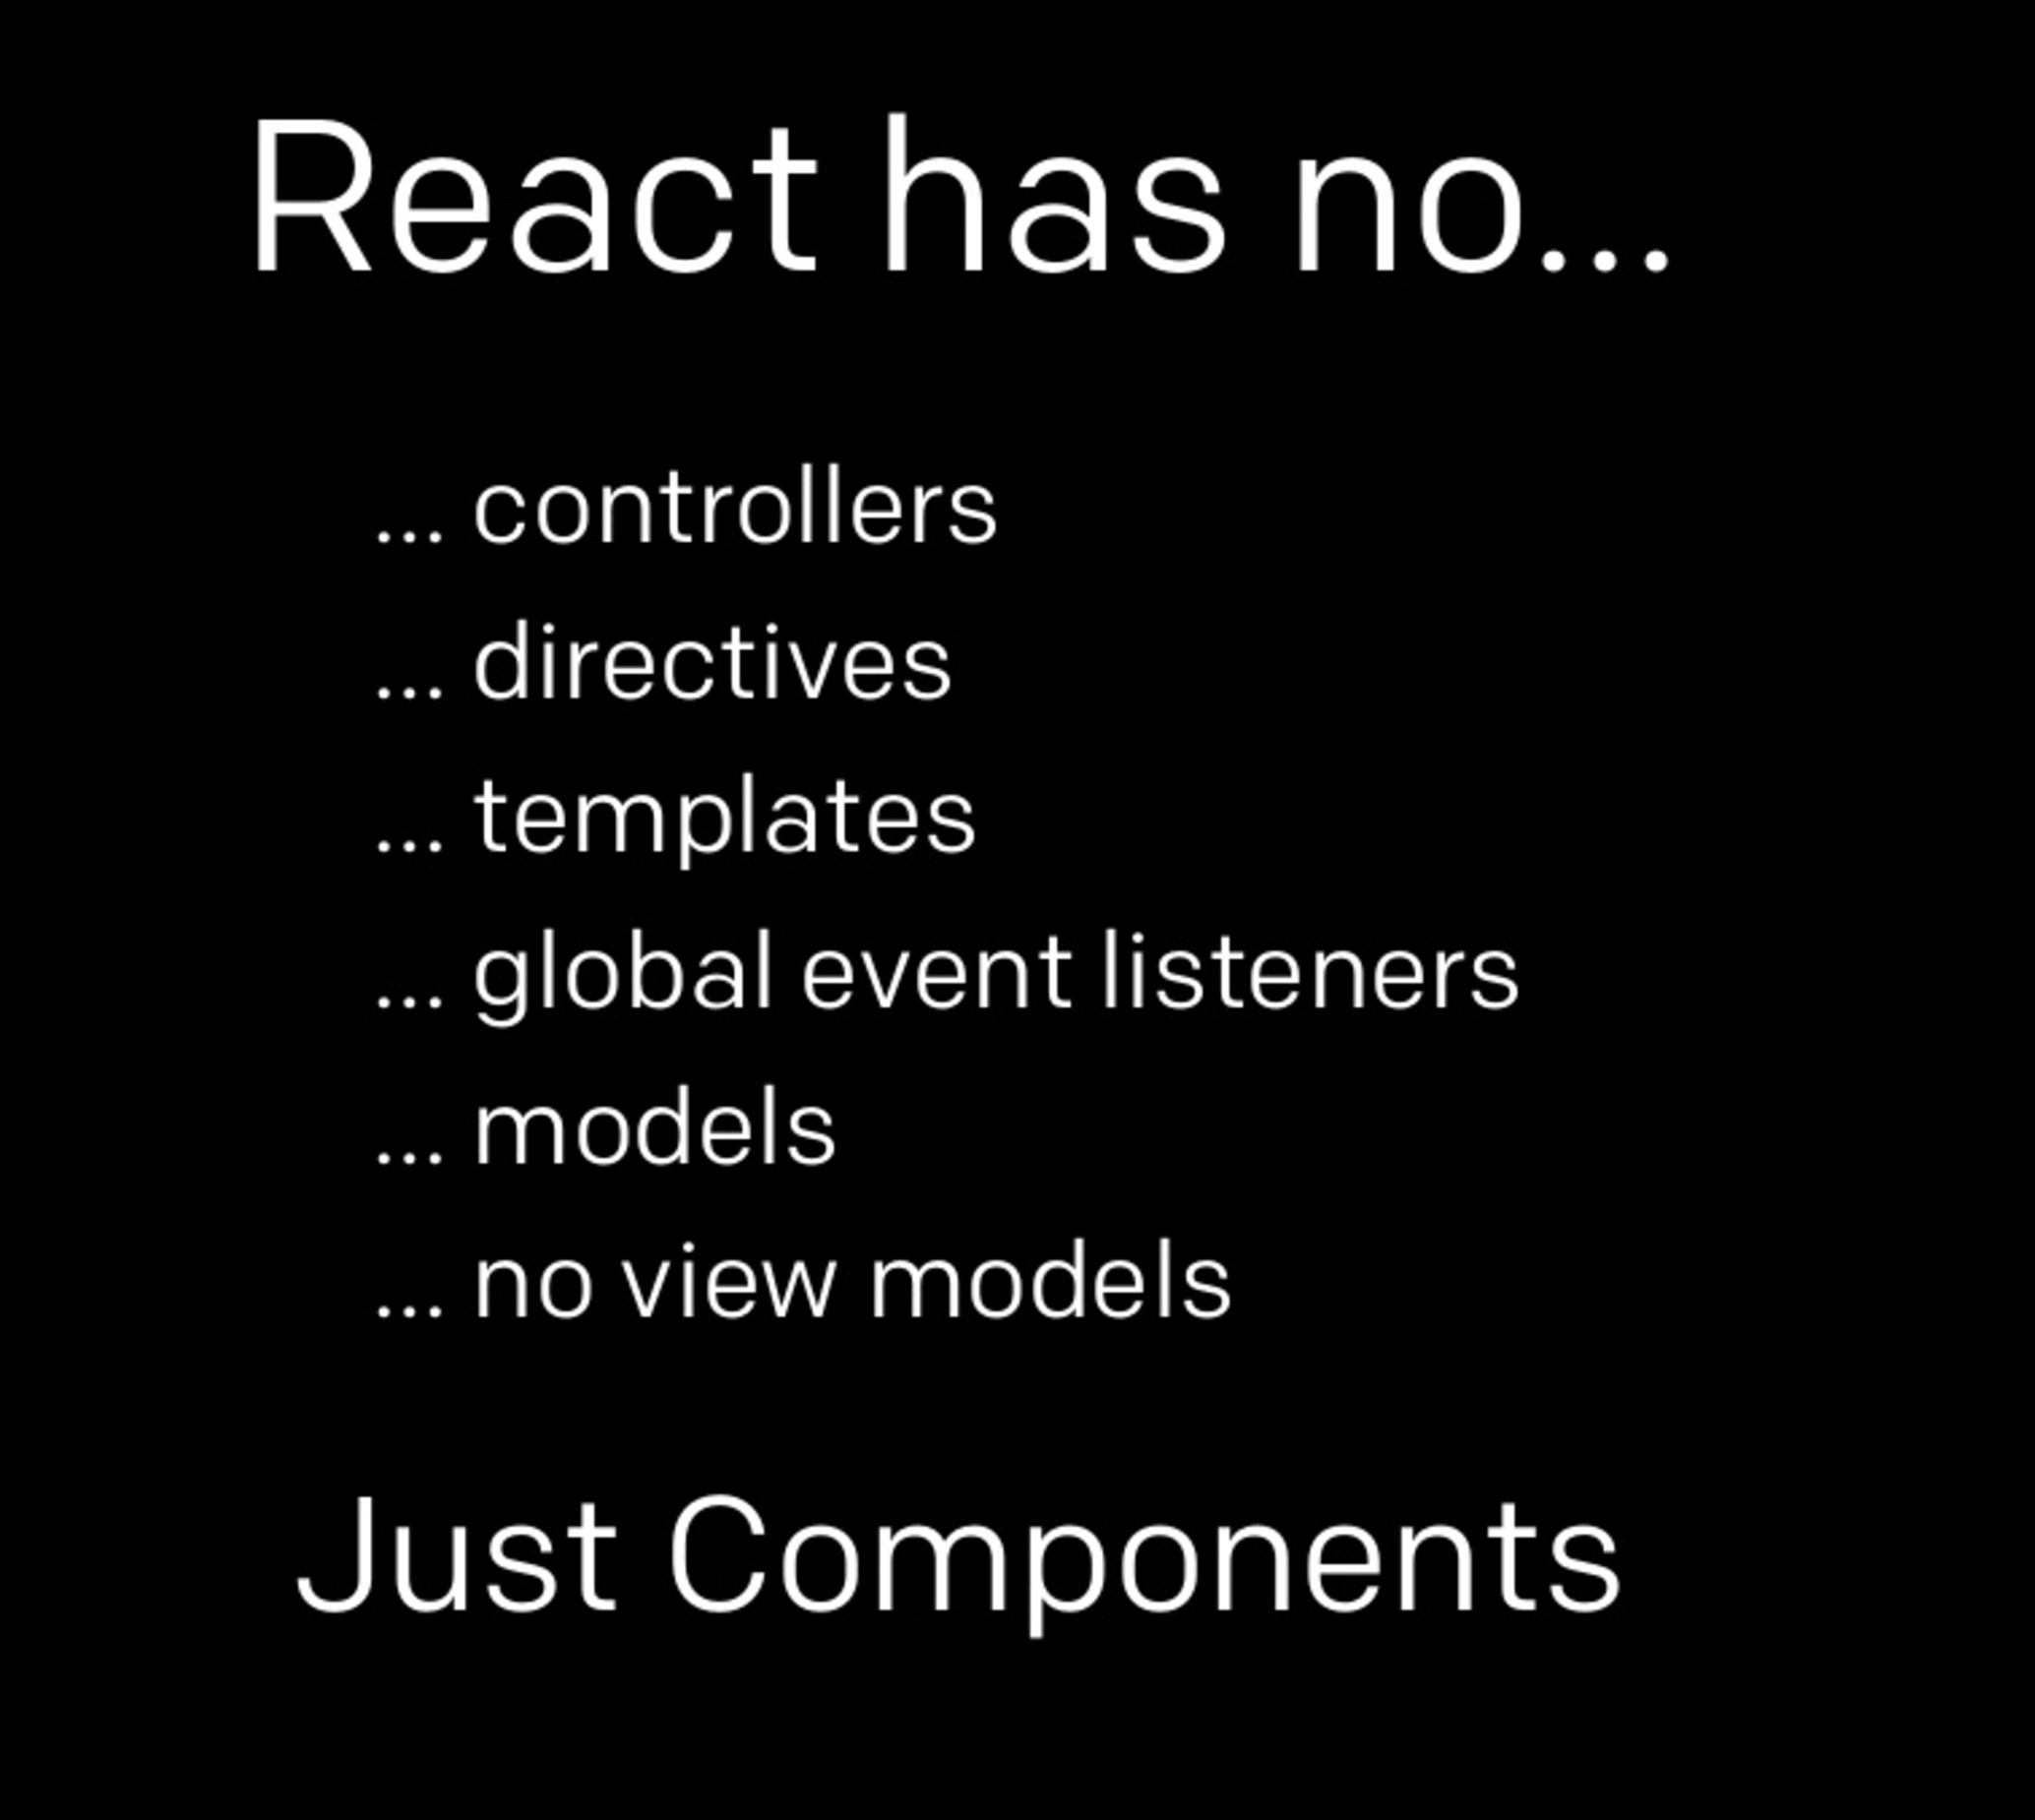 React has no...
... controllers
... directives
... templates
... global event listeners
... models
... no view models
Just Components